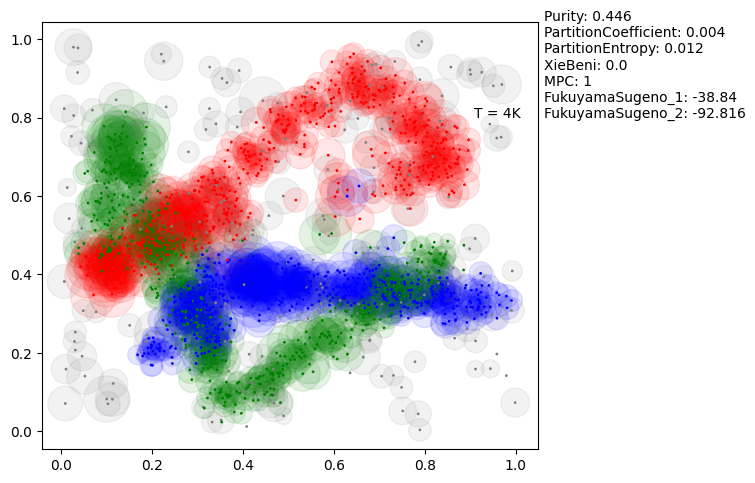 Purity: 0.446
PartitionCoefficient: 0.004
PartitionEntropy: 0.012
XieBeni: 0.0
MPC: 1
FukuyamaSugeno_1: -38.84
FukuyamaSugeno_2: -92.816
T = 4K
1.0
0.8
0.6
0.4
0.2
0.0
0.0 0.2 0.4 0.6 0.8 1.0